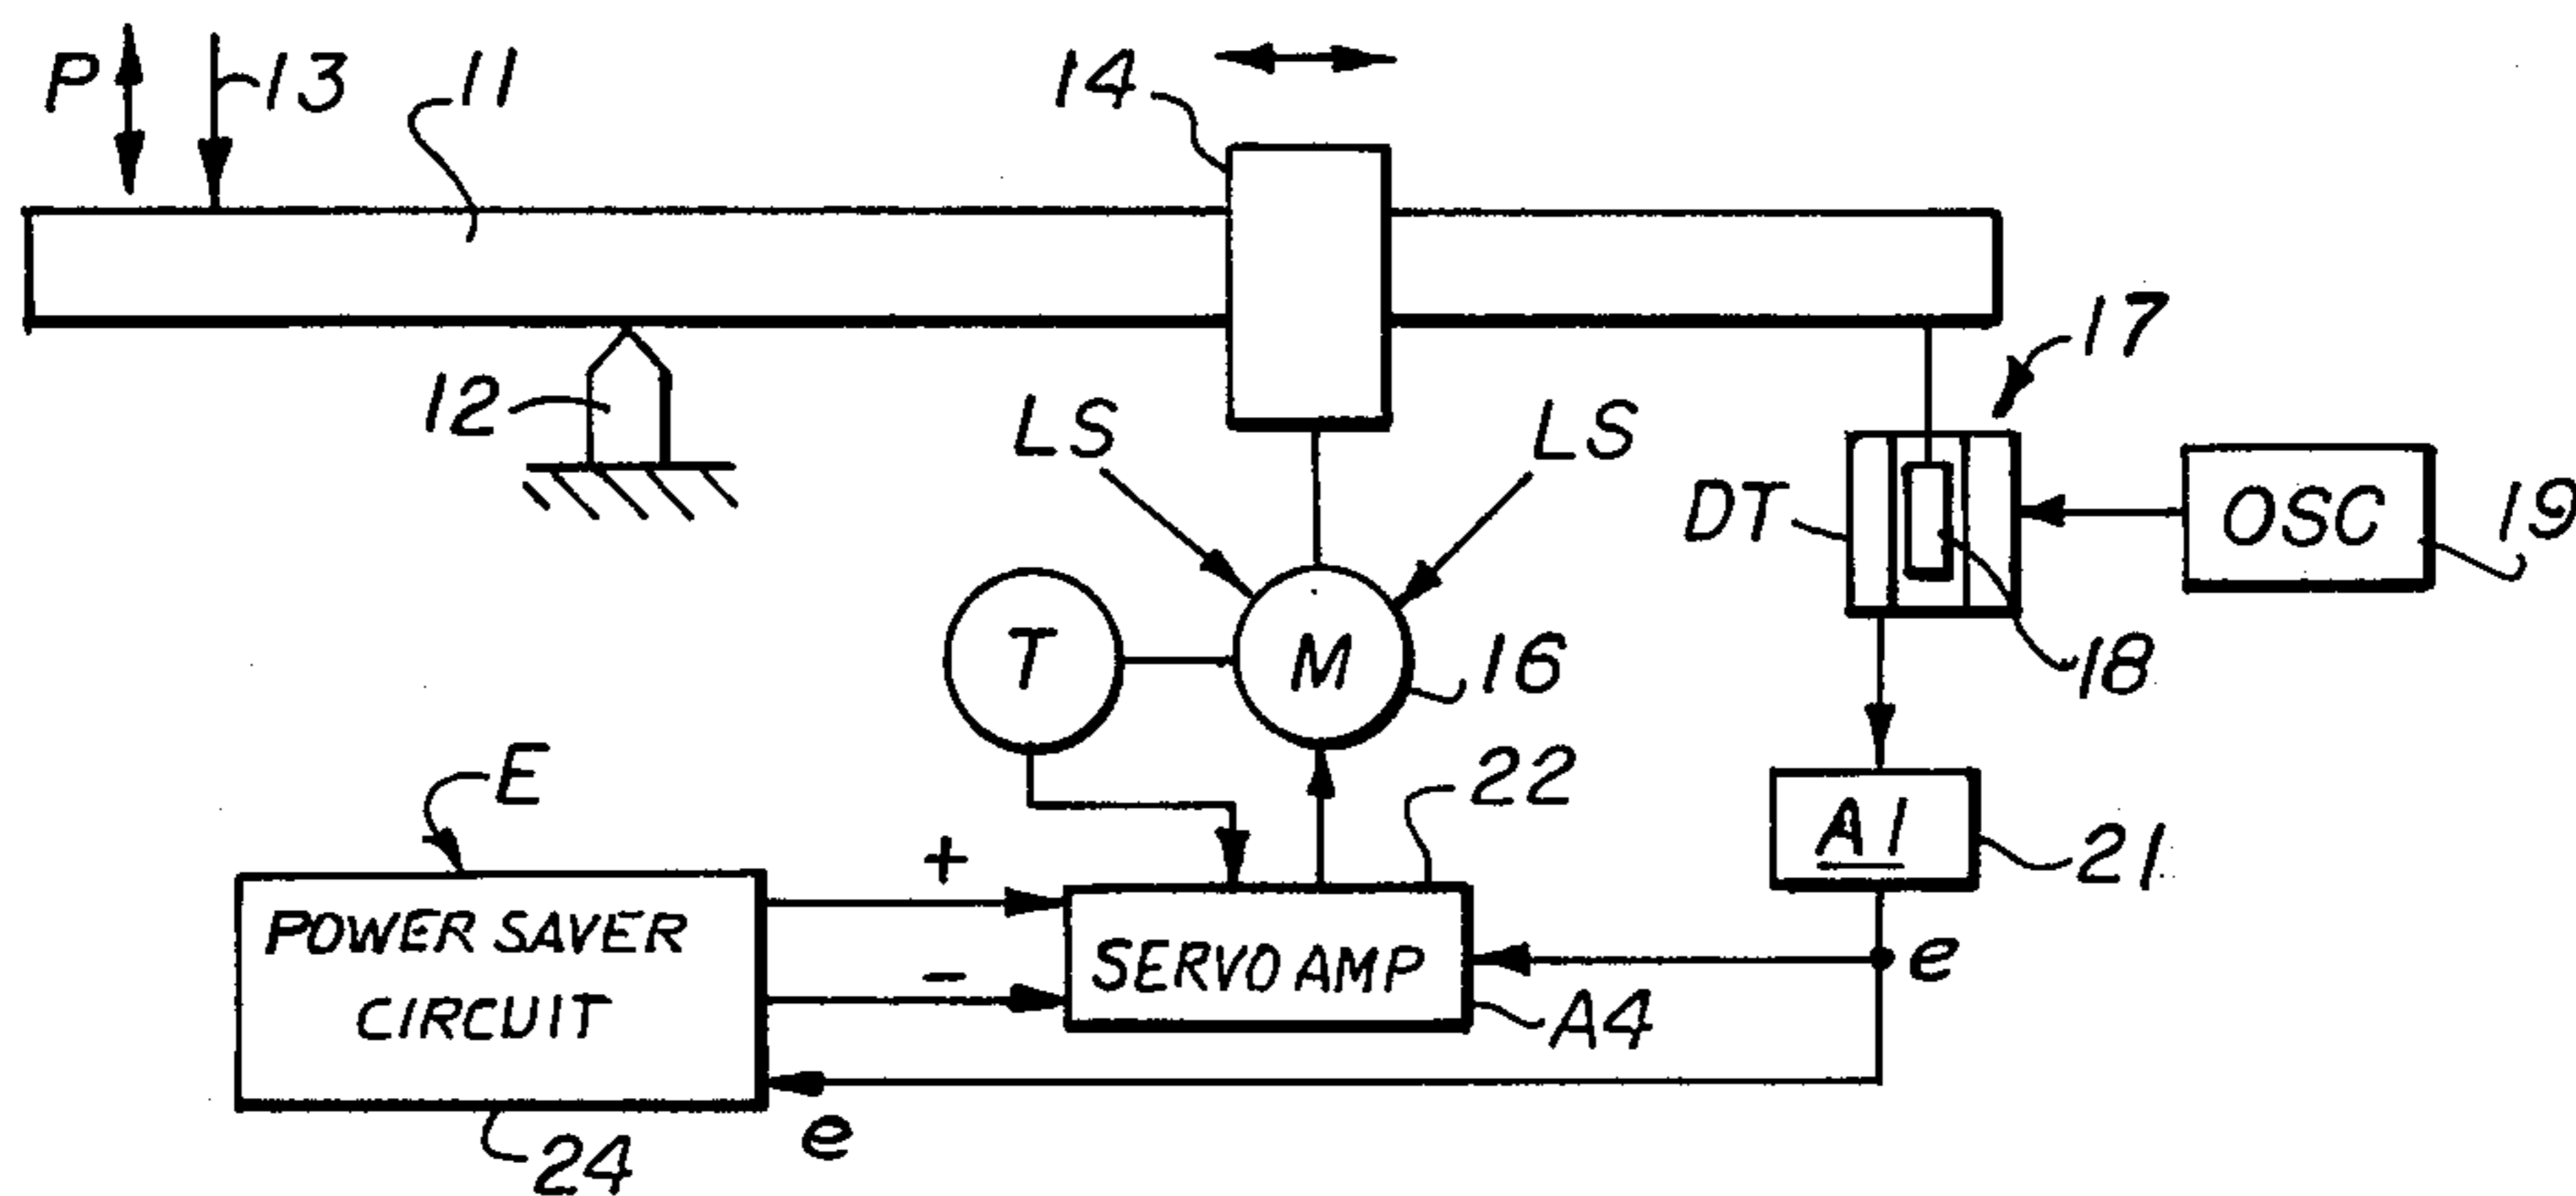 P
13
11
14
12
LS
LS
17
DT
OSC
19
18
T
M
16
E
22
A1
21
+
-
POWER SAVER
CIRCUIT
SERVO AMP
e
A4
e
24